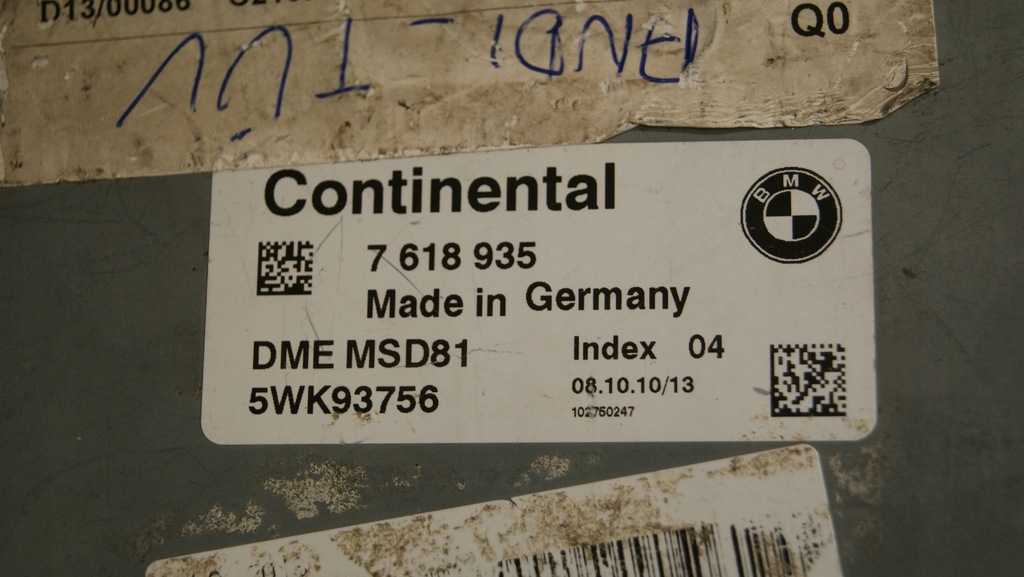 D13/00086
Q0
Continental
BMW
7 618 935
Made in Germany
DME MSD81
Index 04
5WK93756
08.10.10/13
102750247